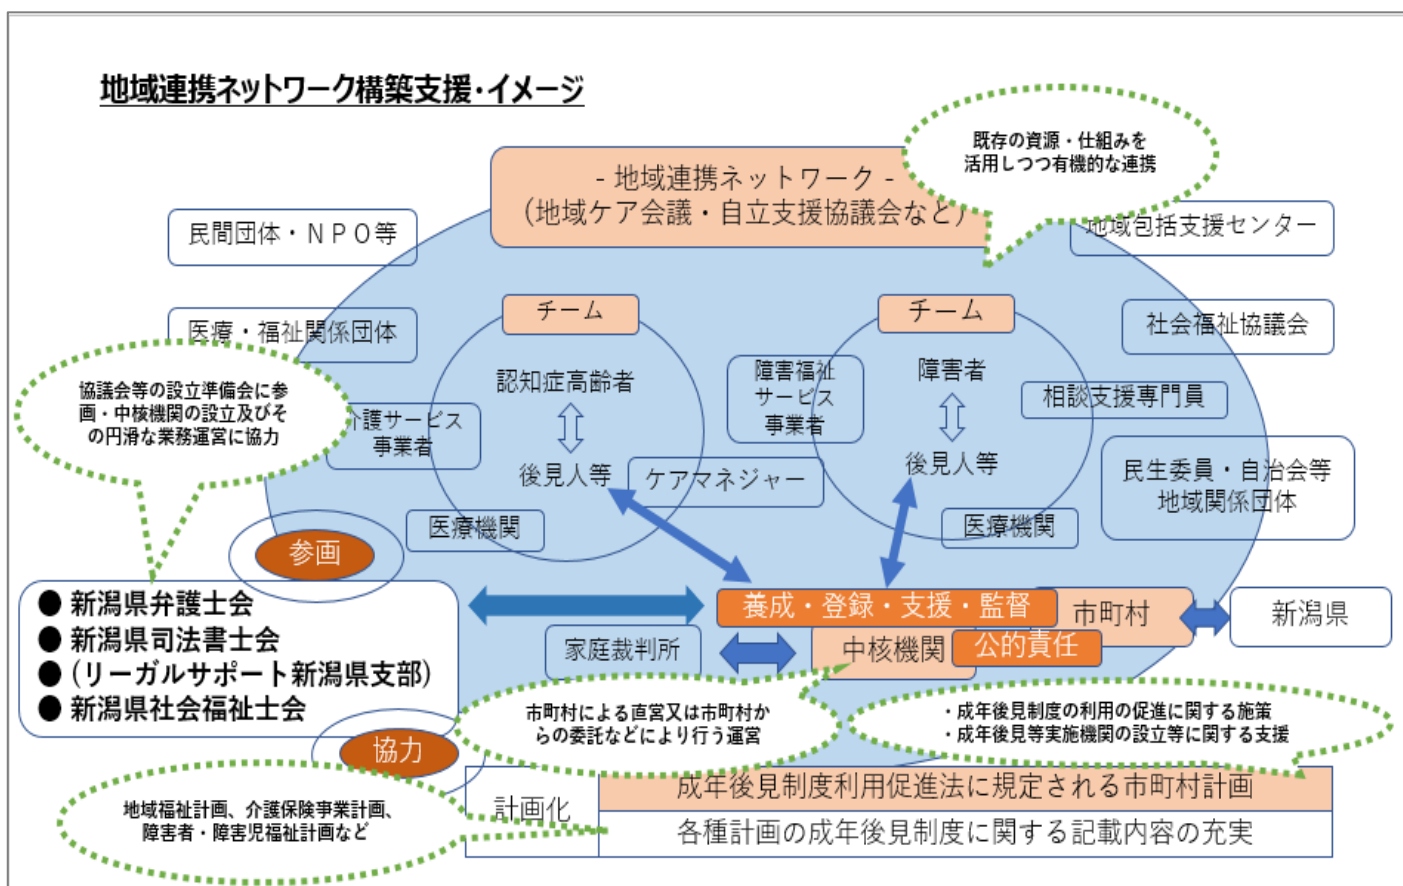 地域連携ネットワーク構築支援・イメージ
既存の資源・仕組みを
活用しつつ有機的な連携
- 地域連携ネットワーク -
（地域ケア会議・自立支援協議会など）
民間団体・ＮＰＯ等
地域包括支援センター
医療・福祉関係団体
チーム
チーム
社会福祉協議会
協議会等の設立準備会に参
画・中核機関の設立及びそ
の円滑な業務運営に協力
認知症高齢者
障害福祉
サービス
事業者
障害者
相談支援専門員
介護サービス
事業者
後見人等
ケアマネジャー
後見人等
民生委員・自治会等
地域関係団体
医療機関
医療機関
参画
● 新潟県弁護士会
● 新潟県司法書士会
● (リーガルサポート新潟県支部)
● 新潟県社会福祉士会
養成・登録・支援・監督
市町村
新潟県
家庭裁判所
中核機関
公的責任
協力
市町村による直営又は市町村か
らの委託などにより行う運営
・成年後見制度の利用の促進に関する施策
・成年後見等実施機関の設立等に関する支援
地域福祉計画、介護保険事業計画、
障害者・障害児福祉計画など
計画化
成年後見制度利用促進法に規定される市町村計画
各種計画の成年後見制度に関する記載内容の充実